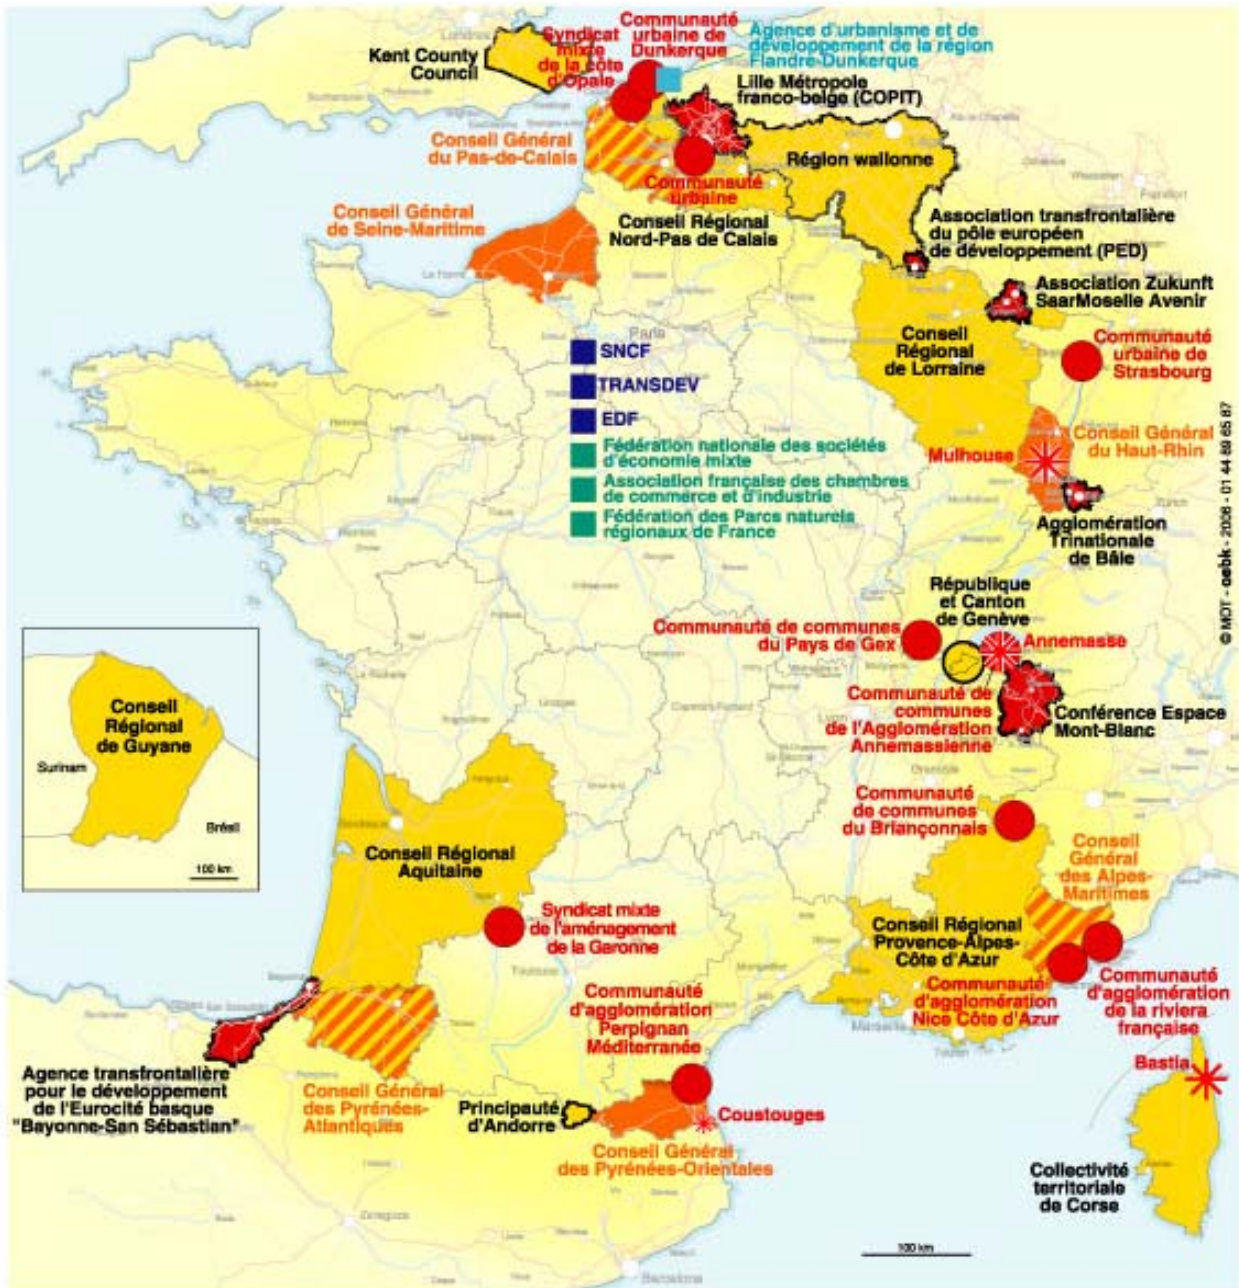 Kent County
Council
Syndicat
mixte
de la côte
d'Opale
Communauté
urbaine de
Dunkerque
Agence d'urbanisme et de
développement de la région
Flandre-Dunkerque
Lille Métropole
franco-belge (COPIT)
Conseil Général
du Pas-de-Calais
Région wallonne
Communauté
urbaine
Conseil Régional
Nord-Pas de Calais
Conseil Général
de Seine-Maritime
Association transfrontalière
du pôle européen
de développement (PED)
Association Zukunft
SaarMoselle Avenir
Paris
Conseil
Régional
de Lorraine
Communauté
urbaine de
Strasbourg
SNCF
TRANSDEV
EDF
Fédération nationale des sociétés
d'économie mixte
Association française des chambres
de commerce et d'industrie
Fédération des Parcs naturels
régionaux de France
Mulhouse
Conseil Général
du Haut-Rhin
© MOT - oebk - 2006 - 01 44 89 65 87
Agglomération
Trinationale
de Bâle
République
et Canton
de Genève
Communauté de communes
du Pays de Gex
Annemasse
Communauté de
communes
de l'Agglomération
Annemassienne
Conférence Espace
Mont-Blanc
Lyon
Grenoble
Conseil
Régional
de Guyane
Surinam
Brésil
100 km
Communauté
de communes
du Briançonnais
Conseil
Général
des Alpes-
Maritimes
Bordeaux
Conseil Régional
Aquitaine
Syndicat mixte
de l'aménagement
de la Garonne
Toulouse
Conseil Régional
Provence-Alpes-
Côte d'Azur
Communauté
d'agglomération
Nice Côte d'Azur
Communauté
d'agglomération
de la riviera
française
Marseille
Toulon
Communauté
d'agglomération
Perpignan
Méditerranée
Bastia
Agence transfrontalière
pour le développement
de l'Eurocité basque
"Bayonne-San Sébastian"
Conseil Général
des Pyrénées-
Atlantiques
Principauté
d'Andorre
Coustouges
Conseil Général
des Pyrénées-Orientales
Collectivité
territoriale
de Corse
Zaragoza
Barcelona
100 km